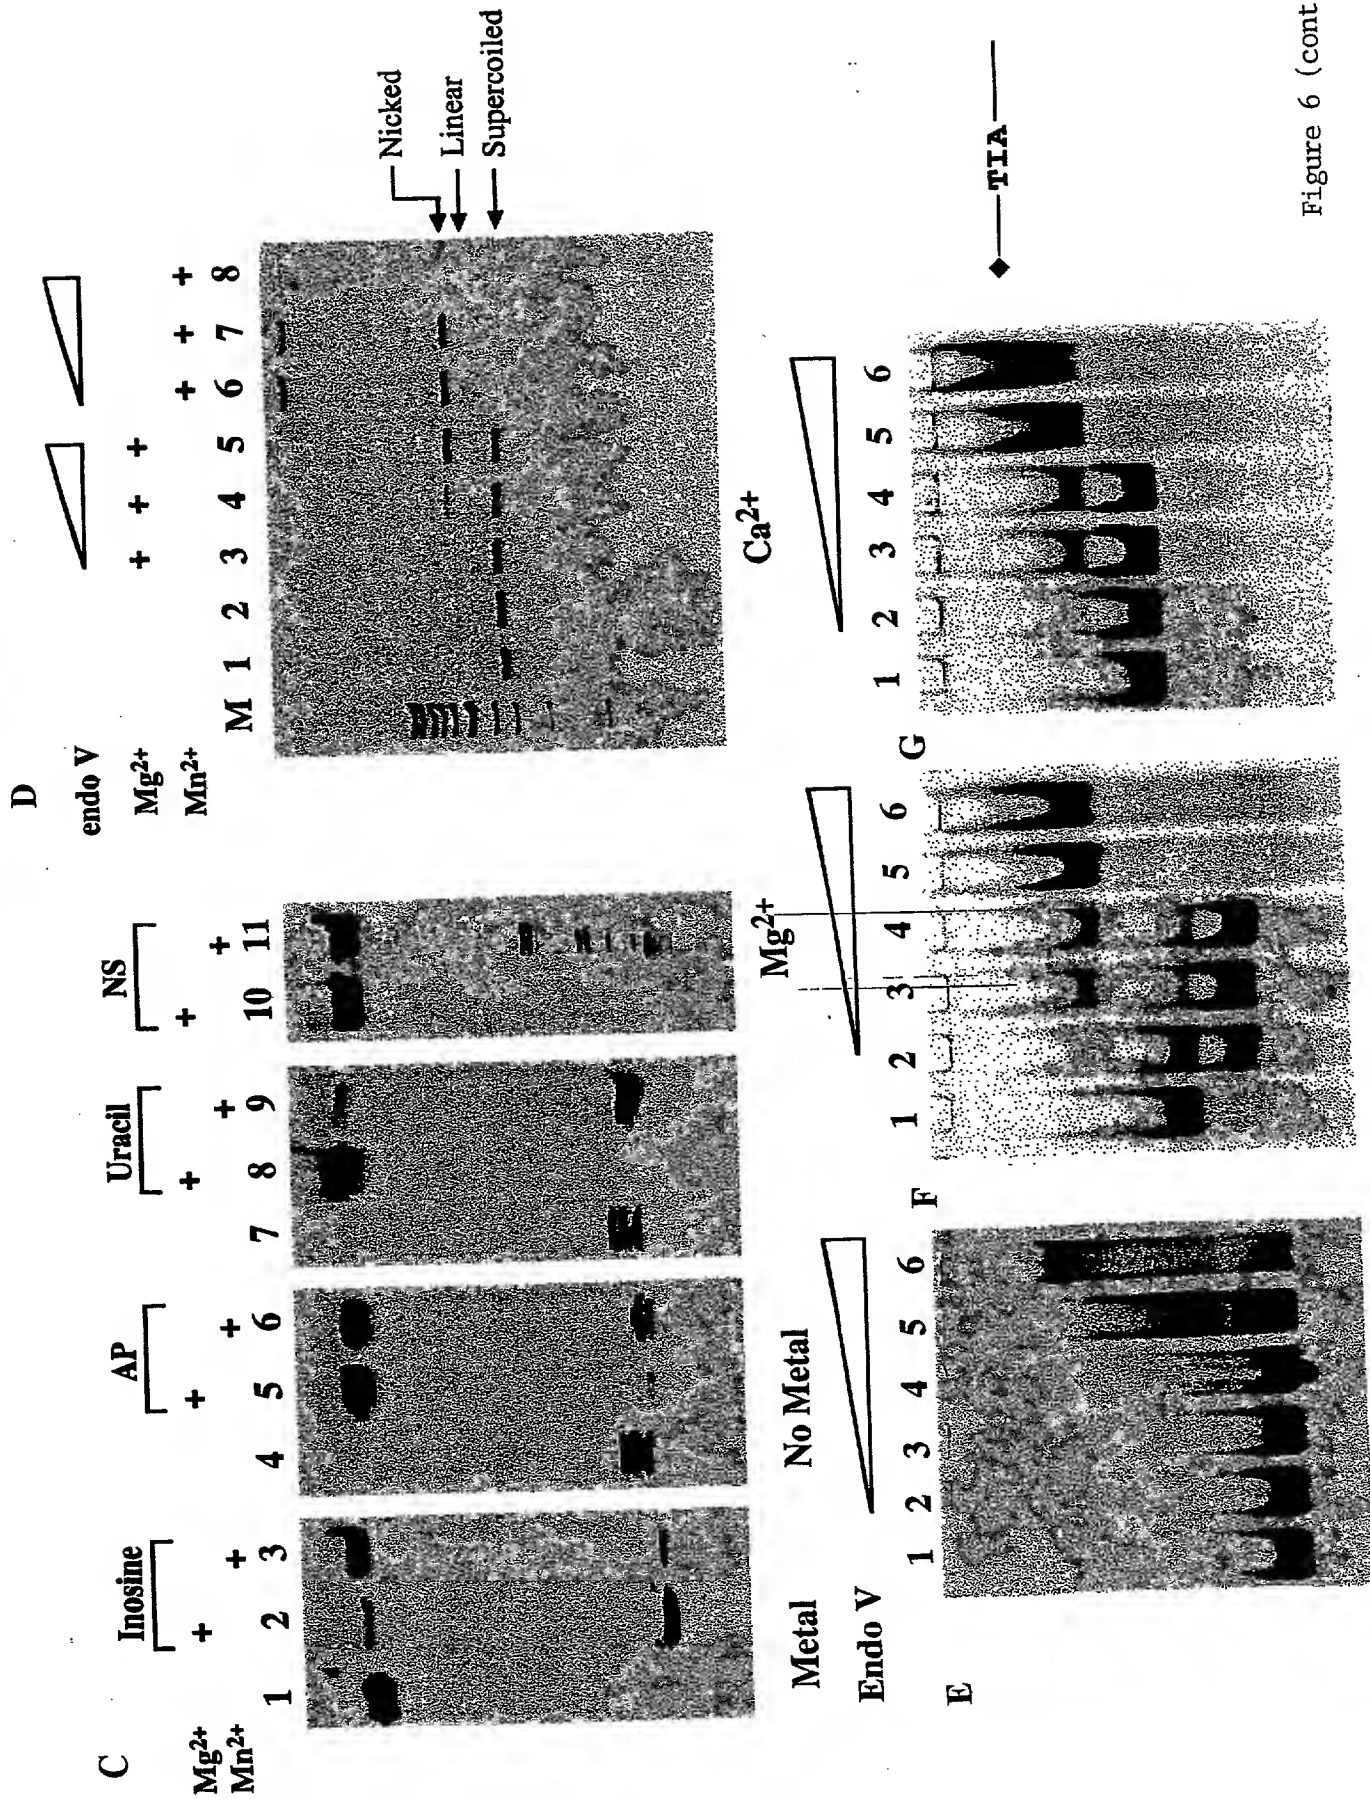 C
Inosine
AP
Uracil
NS
Mg2+ + + + +
Mn2+ + + + +
1 2 3 4 5 6 7 8 9 10 11
D
endo V
Mg2+ + + +
Mn2+ + + +
M 1 2 3 4 5 6 7 8
Nicked
Linear
Supercoiled
Metal No Metal Mg2+ Ca2+
Endo V
E
1 2 3 4 5 6
F
1 2 3 4 5 6
G
1 2 3 4 5 6
TIA
Figure 6 (cont